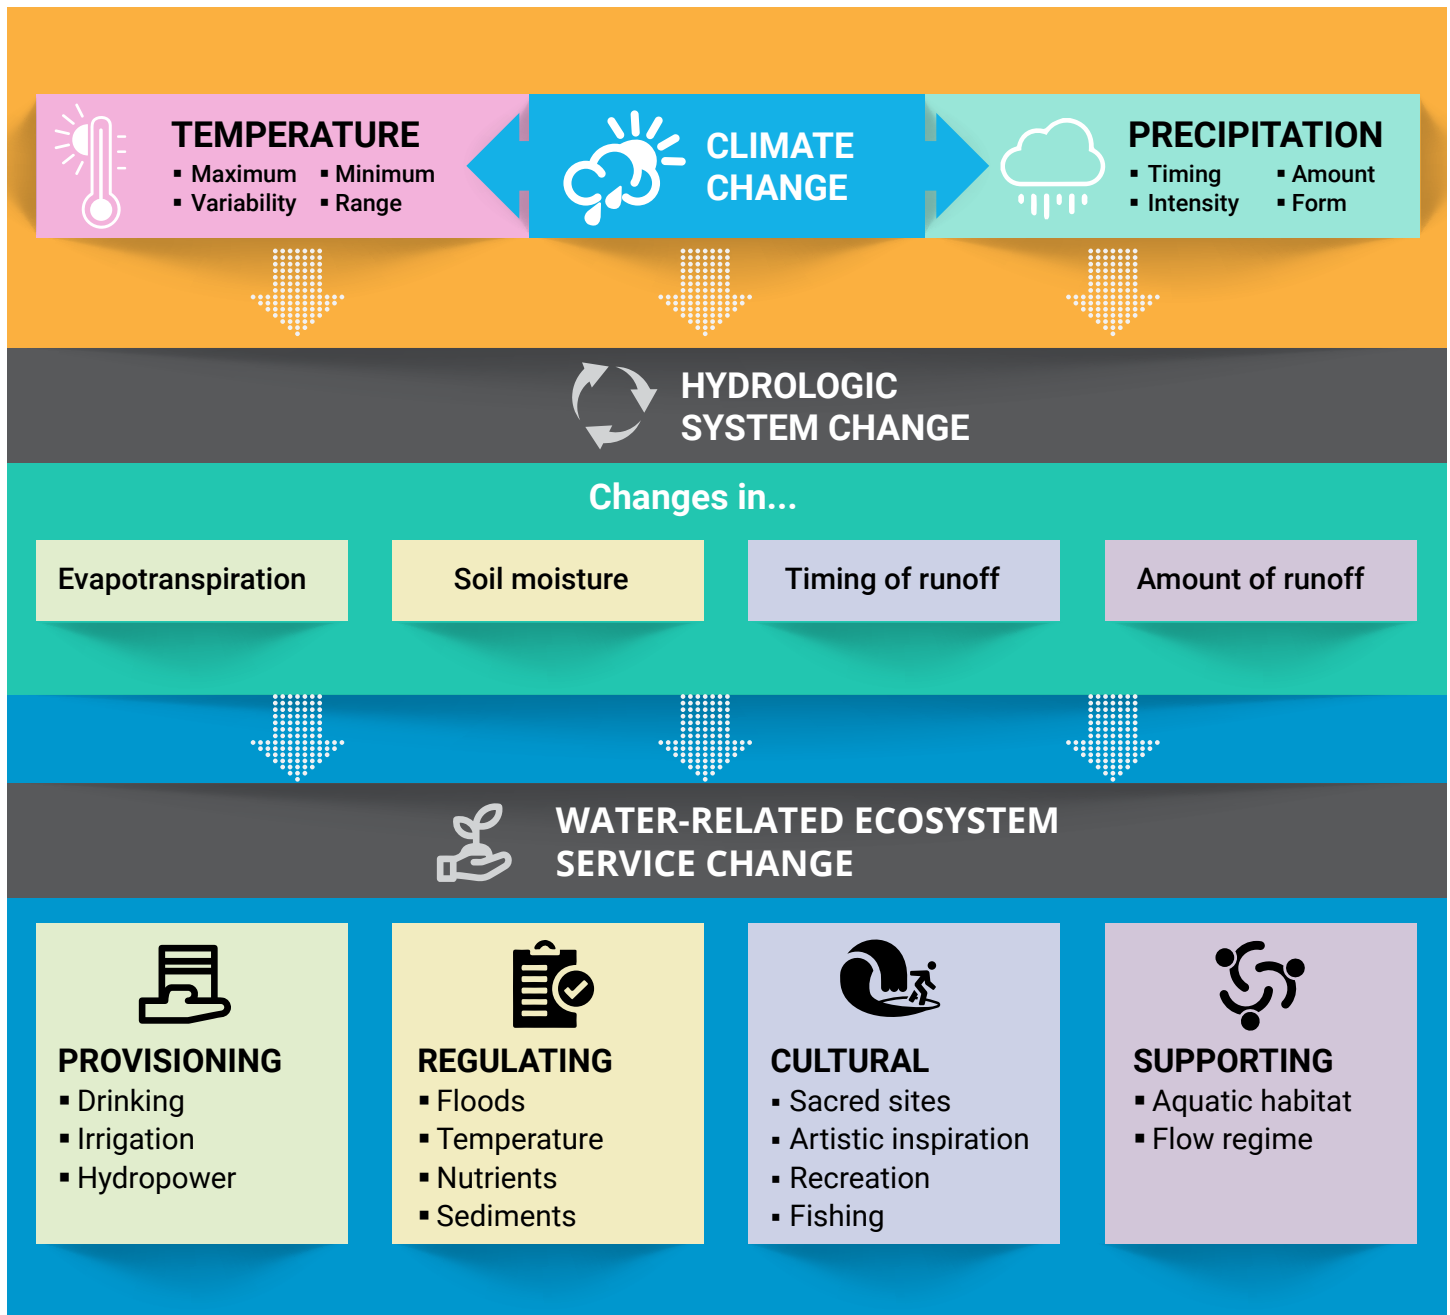 TEMPERATURE
▪ Maximum ▪ Minimum
▪ Variability ▪ Range
CLIMATE
CHANGE
PRECIPITATION
▪ Timing ▪ Amount
▪ Intensity ▪ Form
HYDROLOGIC
SYSTEM CHANGE
Changes in...
Evapotranspiration
Soil moisture
Timing of runoff
Amount of runoff
WATER-RELATED ECOSYSTEM
SERVICE CHANGE
PROVISIONING
▪ Drinking
▪ Irrigation
▪ Hydropower
REGULATING
▪ Floods
▪ Temperature
▪ Nutrients
▪ Sediments
CULTURAL
▪ Sacred sites
▪ Artistic inspiration
▪ Recreation
▪ Fishing
SUPPORTING
▪ Aquatic habitat
▪ Flow regime